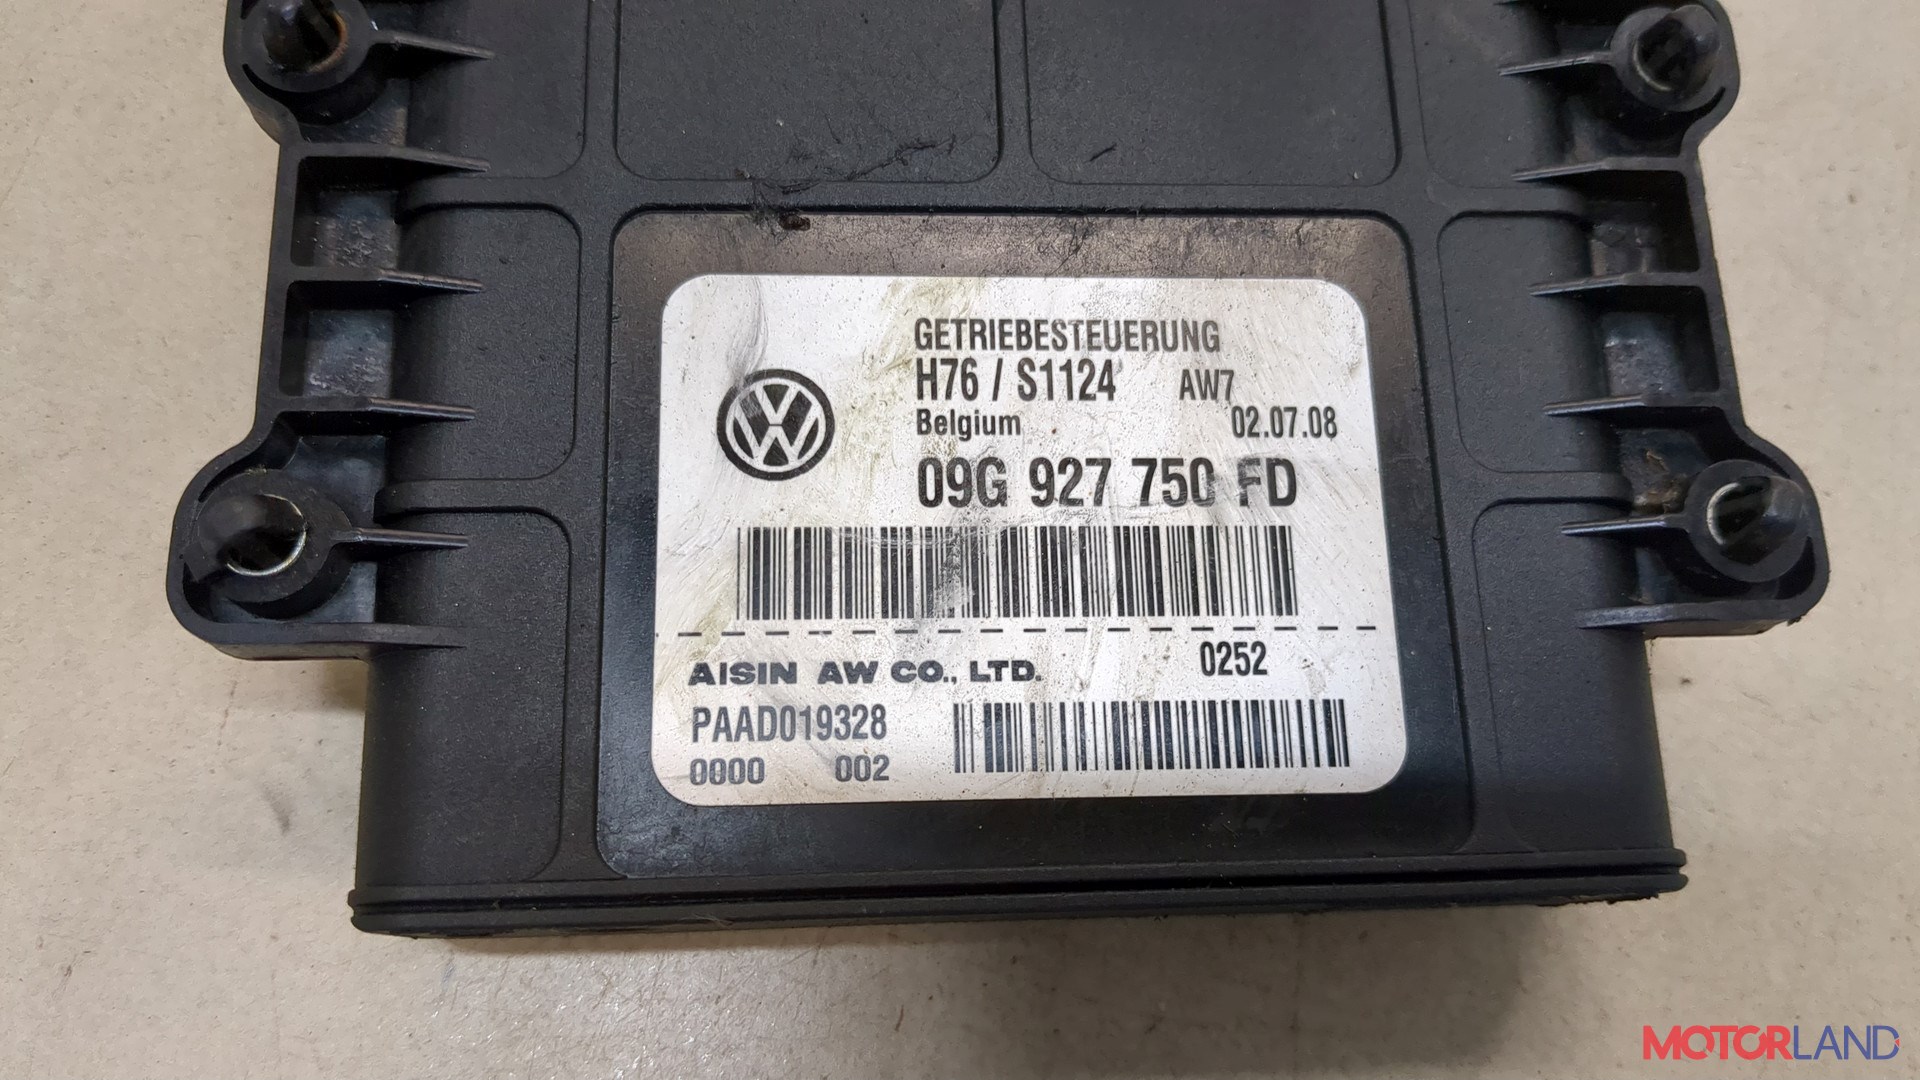 GETRIEBESTEUERUNG
H76 / S1124 AW7
Belgium 02.07.08
09G 927 750 FD
AISIN AW CO., LTD. 0252
PAAD019328
0000 002
MOTORLAND